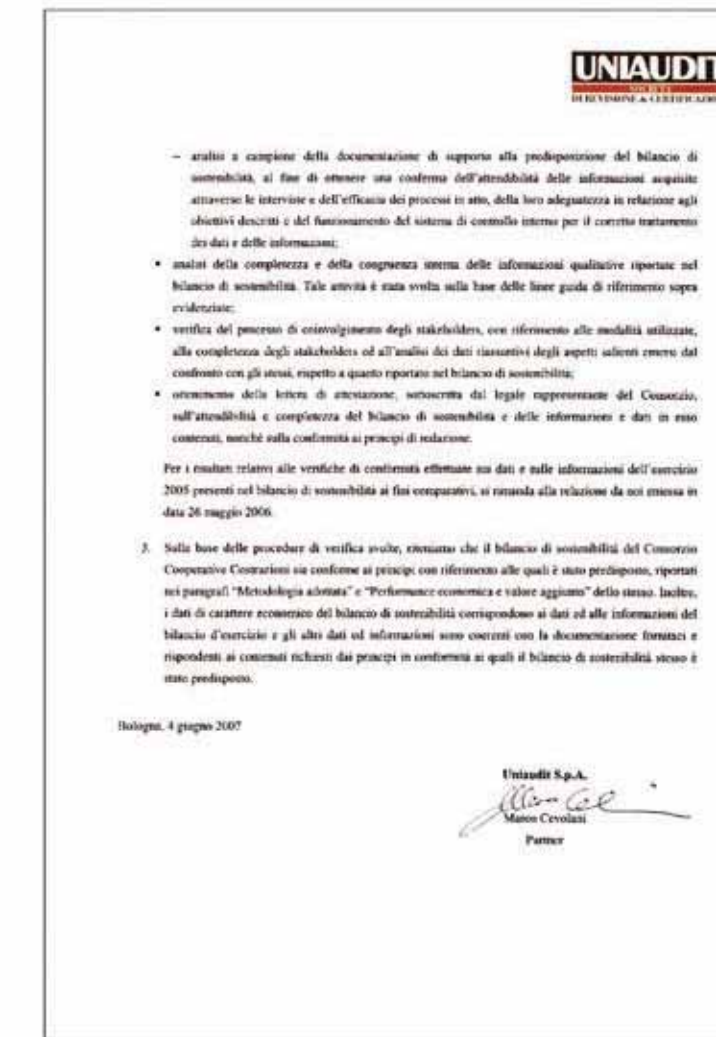 UNIAUDIT
SOCIETÀ
DI REVISIONE & CERTIFICAZIONE
– analisi a campione della documentazione di supporto alla predisposizione del bilancio di
sostenibilità, al fine di ottenere una conferma dell'attendibilità delle informazioni acquisite
attraverso le interviste e dell'efficacia dei processi in atto, della loro adeguatezza in relazione agli
obiettivi descritti e del funzionamento del sistema di controllo interno per il corretto trattamento
dei dati e delle informazioni;
• analisi della completezza e della congruenza interna delle informazioni qualitative riportate nel
bilancio di sostenibilità. Tale attività è stata svolta sulla base delle linee guida di riferimento sopra
evidenziate;
• verifica del processo di coinvolgimento degli stakeholders, con riferimento alle modalità utilizzate,
alla completezza degli stakeholders ed all'analisi dei dati riassuntivi degli aspetti salienti emersi dal
confronto con gli stessi, rispetto a quanto riportato nel bilancio di sostenibilità;
• ottenimento della lettera di attestazione, sottoscritta dal legale rappresentante del Consorzio,
sull'attendibilità e completezza del bilancio di sostenibilità e delle informazioni e dati in esso
contenuti, nonché sulla conformità ai principi di redazione.
Per i risultati relativi alle verifiche di conformità effettuate sui dati e sulle informazioni dell'esercizio
2005 presenti nel bilancio di sostenibilità ai fini comparativi, si rimanda alla relazione da noi emessa in
data 26 maggio 2006.
3. Sulla base delle procedure di verifica svolte, riteniamo che il bilancio di sostenibilità del Consorzio
Cooperative Costruzioni sia conforme ai principi con riferimento alle quali è stato predisposto, riportati
nei paragrafi "Metodologia adottata" e "Performance economica e valore aggiunto" dello stesso. Inoltre,
i dati di carattere economico del bilancio di sostenibilità corrispondono ai dati ed alle informazioni del
bilancio d'esercizio e gli altri dati ed informazioni sono coerenti con la documentazione fornitaci e
rispondenti ai contenuti richiesti dai principi in conformità ai quali il bilancio di sostenibilità stesso è
stato predisposto.
Bologna, 4 giugno 2007
Uniaudit S.p.A.
Marco Cevolani
Partner